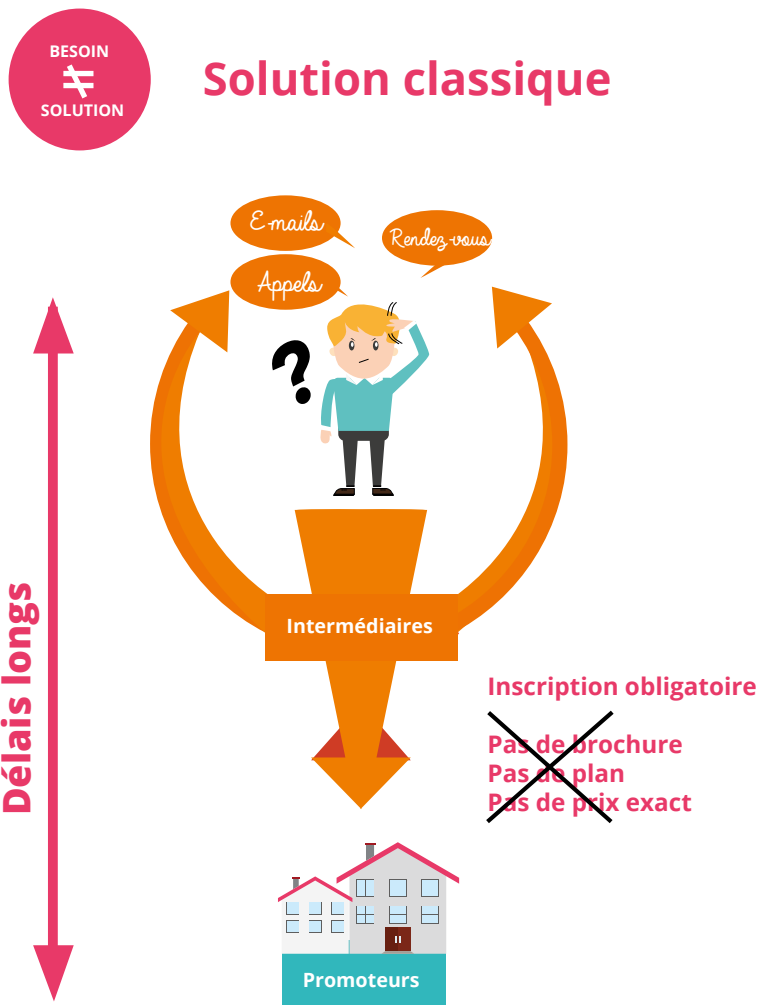 BESOIN
≠
SOLUTION
Solution classique
E-mails
Rendez-vous
Appels
?
Délais longs
Intermédiaires
Inscription obligatoire
Pas de brochure
Pas de plan
Pas de prix exact
Promoteurs